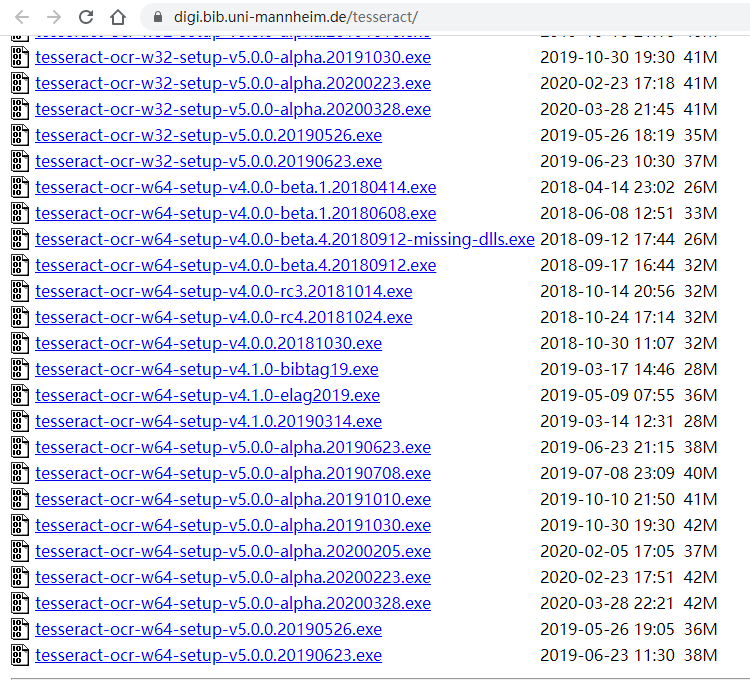 digi.bib.uni-mannheim.de/tesseract/
tesseract-ocr-w32-setup-v5.0.0-alpha.20191030.exe 2019-10-30 19:30 41M
tesseract-ocr-w32-setup-v5.0.0-alpha.20200223.exe 2020-02-23 17:18 41M
tesseract-ocr-w32-setup-v5.0.0-alpha.20200328.exe 2020-03-28 21:45 41M
tesseract-ocr-w32-setup-v5.0.0.20190526.exe 2019-05-26 18:19 35M
tesseract-ocr-w32-setup-v5.0.0.20190623.exe 2019-06-23 10:30 37M
tesseract-ocr-w64-setup-v4.0.0-beta.1.20180414.exe 2018-04-14 23:02 26M
tesseract-ocr-w64-setup-v4.0.0-beta.1.20180608.exe 2018-06-08 12:51 33M
tesseract-ocr-w64-setup-v4.0.0-beta.4.20180912-missing-dlls.exe 2018-09-12 17:44 26M
tesseract-ocr-w64-setup-v4.0.0-beta.4.20180912.exe 2018-09-17 16:44 32M
tesseract-ocr-w64-setup-v4.0.0-rc3.20181014.exe 2018-10-14 20:56 32M
tesseract-ocr-w64-setup-v4.0.0-rc4.20181024.exe 2018-10-24 17:14 32M
tesseract-ocr-w64-setup-v4.0.0.20181030.exe 2018-10-30 11:07 32M
tesseract-ocr-w64-setup-v4.1.0-bibtag19.exe 2019-03-17 14:46 28M
tesseract-ocr-w64-setup-v4.1.0-elag2019.exe 2019-05-09 07:55 36M
tesseract-ocr-w64-setup-v4.1.0.20190314.exe 2019-03-14 12:31 28M
tesseract-ocr-w64-setup-v5.0.0-alpha.20190623.exe 2019-06-23 21:15 38M
tesseract-ocr-w64-setup-v5.0.0-alpha.20190708.exe 2019-07-08 23:09 40M
tesseract-ocr-w64-setup-v5.0.0-alpha.20191010.exe 2019-10-10 21:50 41M
tesseract-ocr-w64-setup-v5.0.0-alpha.20191030.exe 2019-10-30 19:30 42M
tesseract-ocr-w64-setup-v5.0.0-alpha.20200205.exe 2020-02-05 17:05 37M
tesseract-ocr-w64-setup-v5.0.0-alpha.20200223.exe 2020-02-23 17:51 42M
tesseract-ocr-w64-setup-v5.0.0-alpha.20200328.exe 2020-03-28 22:21 42M
tesseract-ocr-w64-setup-v5.0.0.20190526.exe 2019-05-26 19:05 36M
tesseract-ocr-w64-setup-v5.0.0.20190623.exe 2019-06-23 11:30 38M